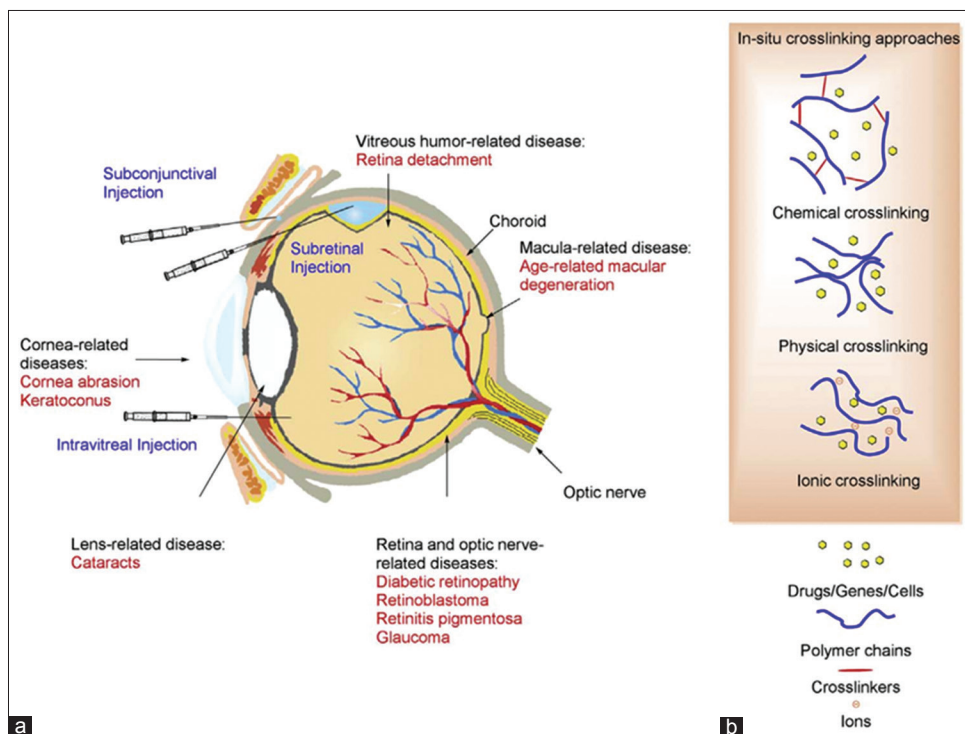 Vitreous humor-related disease:
Retina detachment
Subconjunctival
Injection
Subretinal
Injection
Choroid
Macula-related disease:
Age-related macular
degeneration
Cornea-related
diseases:
Cornea abrasion
Keratoconus
Intravitreal Injection
Optic nerve
Lens-related disease:
Cataracts
Retina and optic nerve-
related diseases:
Diabetic retinopathy
Retinoblastoma
Retinitis pigmentosa
Glaucoma
a
In-situ crosslinking approaches
Chemical crosslinking
Physical crosslinking
Ionic crosslinking
Drugs/Genes/Cells
Polymer chains
Crosslinkers
Ions
b